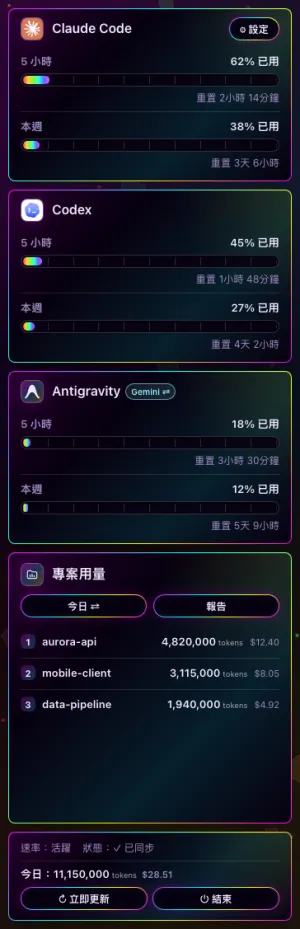 Claude Code
⚙ 設定
5 小時 62% 已用
重置 2小時 14分鐘
本週 38% 已用
重置 3天 6小時
Codex
5 小時 45% 已用
重置 1小時 48分鐘
本週 27% 已用
重置 4天 2小時
Antigravity Gemini ⇄
5 小時 18% 已用
重置 3小時 30分鐘
本週 12% 已用
重置 5天 9小時
專案用量
今日 ⇄ 報告
1 aurora-api 4,820,000 tokens $12.40
2 mobile-client 3,115,000 tokens $8.05
3 data-pipeline 1,940,000 tokens $4.92
速率：活躍 狀態：✓ 已同步
今日：11,150,000 tokens $28.51
↻ 立即更新 ⏻ 結束